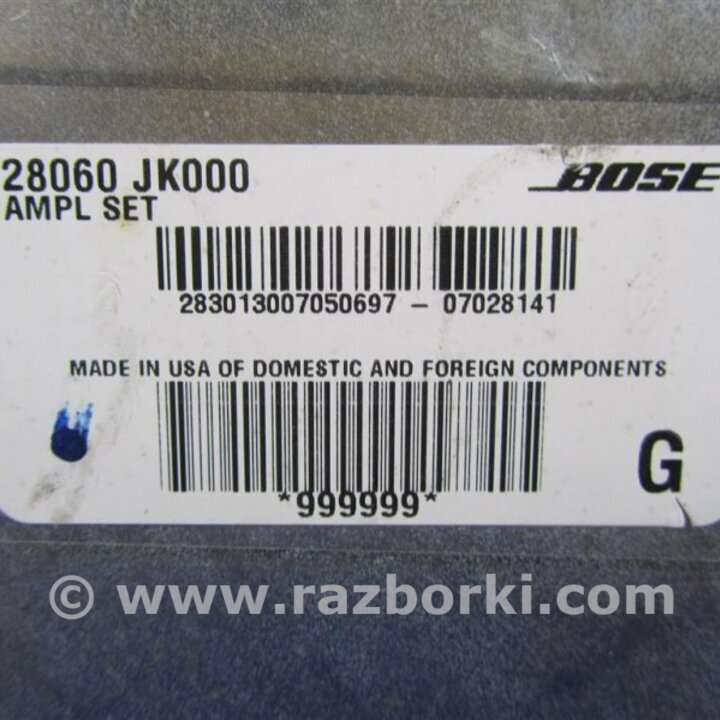 28060 JK000
BOSE
AMPL SET
283013007050697 - 07028141
MADE IN USA OF DOMESTIC AND FOREIGN COMPONENTS
G
*999999*
© www.razborki.com